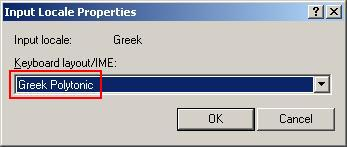 Input Locale Properties
Input locale: Greek
Keyboard layout/IME:
Greek Polytonic
OK Cancel